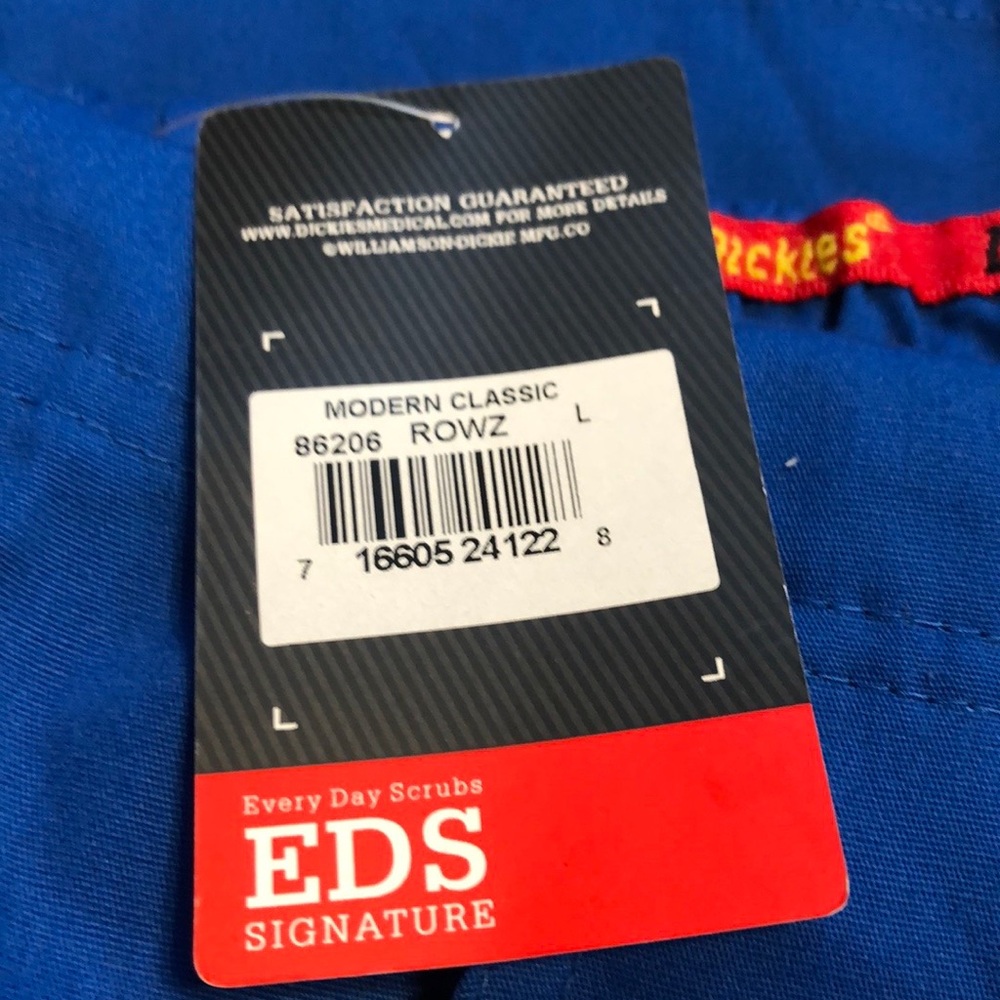 SATISFACTION GUARANTEED
WWW.DICKIESMEDICAL.COM FOR MORE DETAILS
©WILLIAMSON-DICKIE MFG.CO
Dickies
MODERN CLASSIC
86206 ROWZ L
7 16605 24122 8
Every Day Scrubs
EDS
SIGNATURE